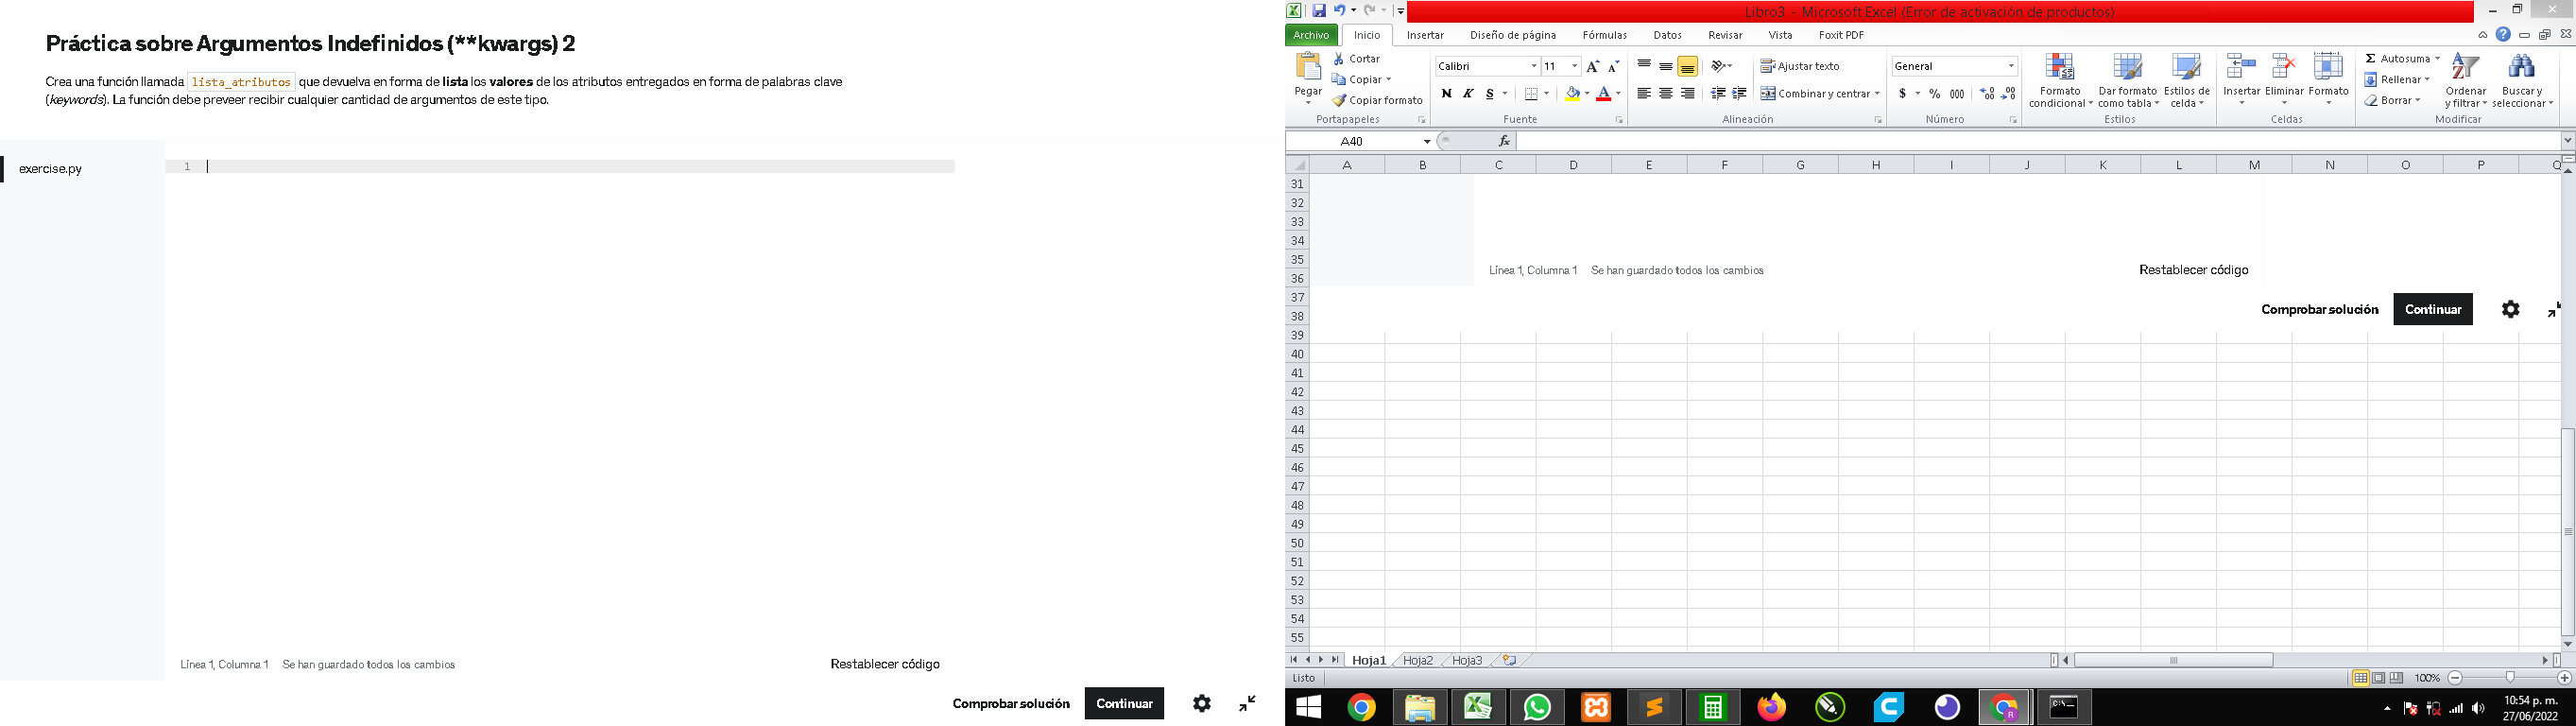 Práctica sobre Argumentos Indefinidos (**kwargs) 2
Crea una función llamada lista_atributos que devuelva en forma de lista los valores de los atributos entregados en forma de palabras clave
(keywords). La función debe preveer recibir cualquier cantidad de argumentos de este tipo.
exercise.py
1
Línea 1, Columna 1 Se han guardado todos los cambios
Restablecer código
Comprobar solución
Continuar
Libro3 - Microsoft Excel (Error de activación de productos)
Archivo Inicio Insertar Diseño de página Fórmulas Datos Revisar Vista Foxit PDF
Pegar
Cortar
Copiar
Copiar formato
Portapapeles
Calibri 11
N K S
Fuente
Ajustar texto
Combinar y centrar
Alineación
General
$ % 000
Número
Formato condicional
Dar formato como tabla
Estilos de celda
Estilos
Insertar Eliminar Formato
Celdas
Σ Autosuma
Rellenar
Borrar
Ordenar y filtrar
Buscar y seleccionar
Modificar
A40
fx
A B C D E F G H I J K L M N O P Q
31
32
33
34
35
36
37
38
39
40
41
42
43
44
45
46
47
48
49
50
51
52
53
54
55
Línea 1, Columna 1 Se han guardado todos los cambios
Restablecer código
Comprobar solución
Continuar
Hoja1 Hoja2 Hoja3
Listo
100%
10:54 p. m.
27/06/2022